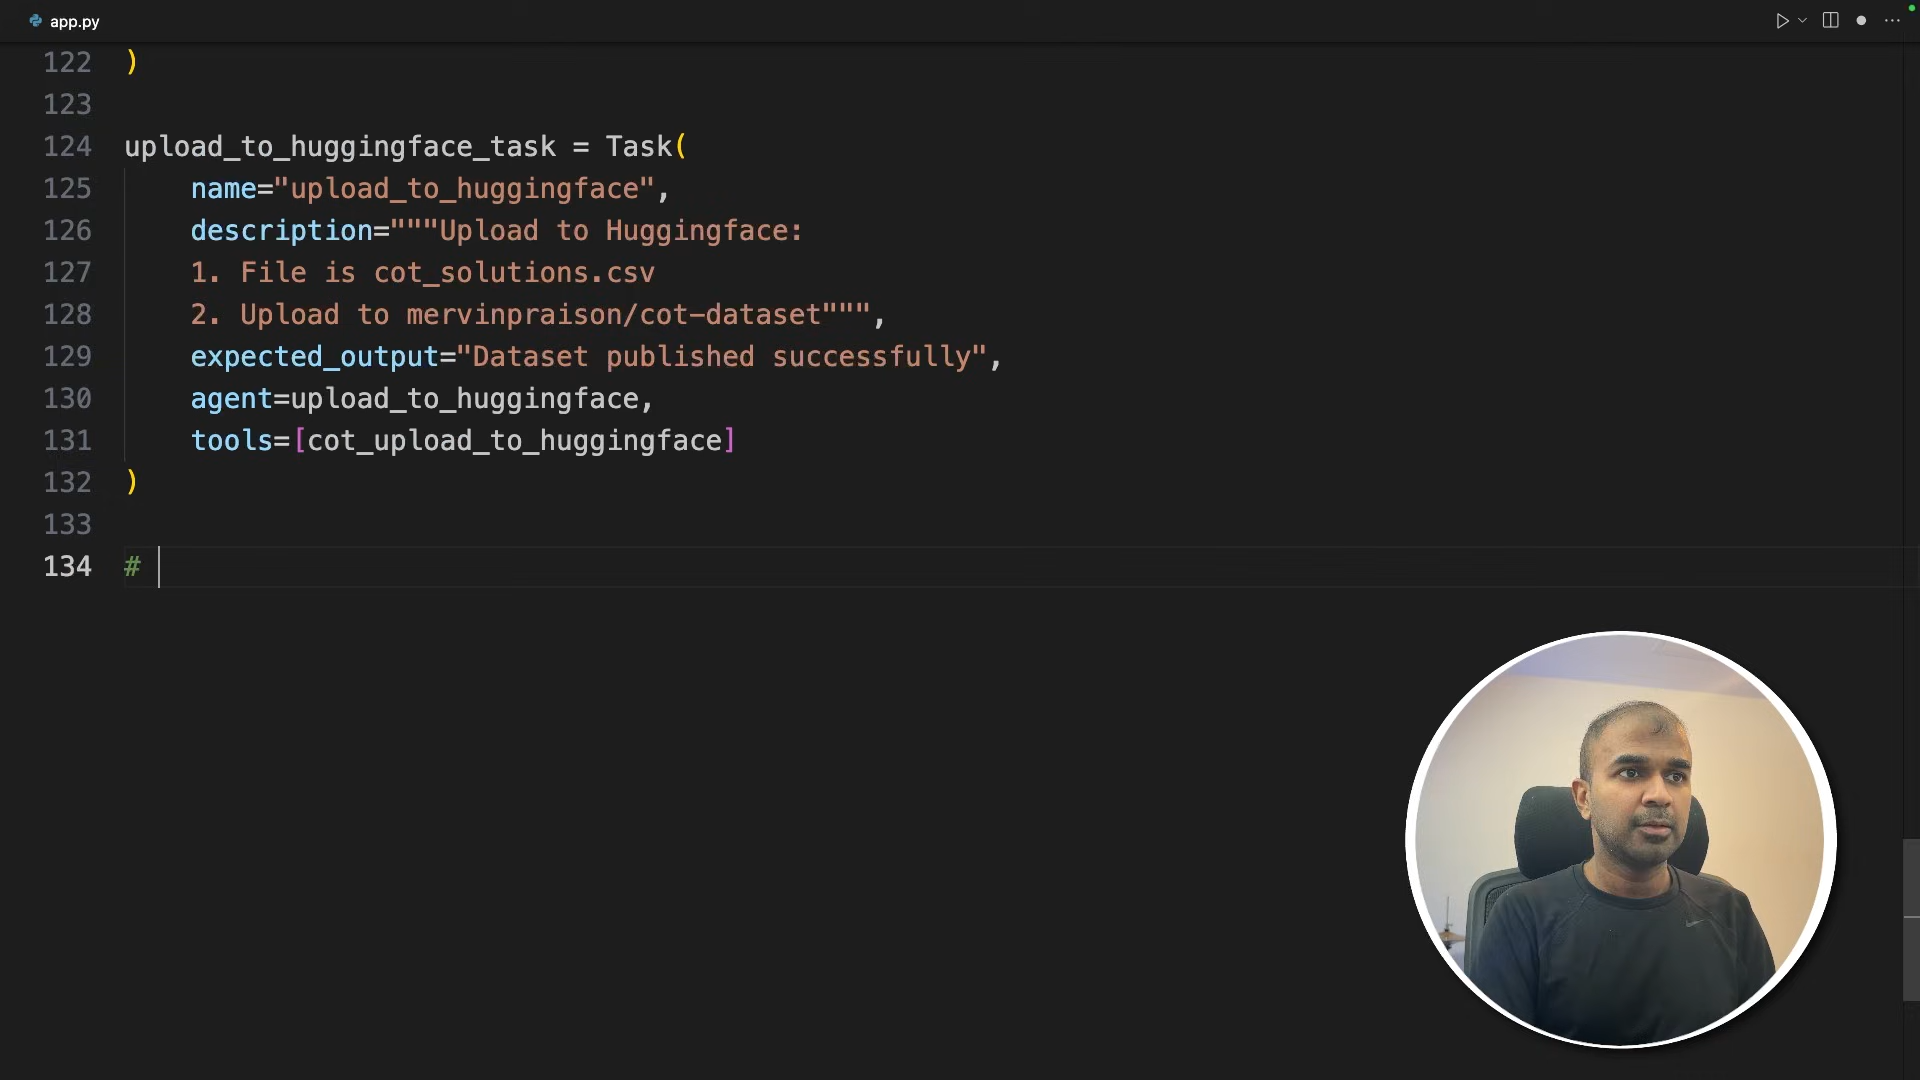 app.py
122 )
123
124 upload_to_huggingface_task = Task(
125 name="upload_to_huggingface",
126 description="""Upload to Huggingface:
127 1. File is cot_solutions.csv
128 2. Upload to mervinpraison/cot-dataset""",
129 expected_output="Dataset published successfully",
130 agent=upload_to_huggingface,
131 tools=[cot_upload_to_huggingface]
132 )
133
134 #